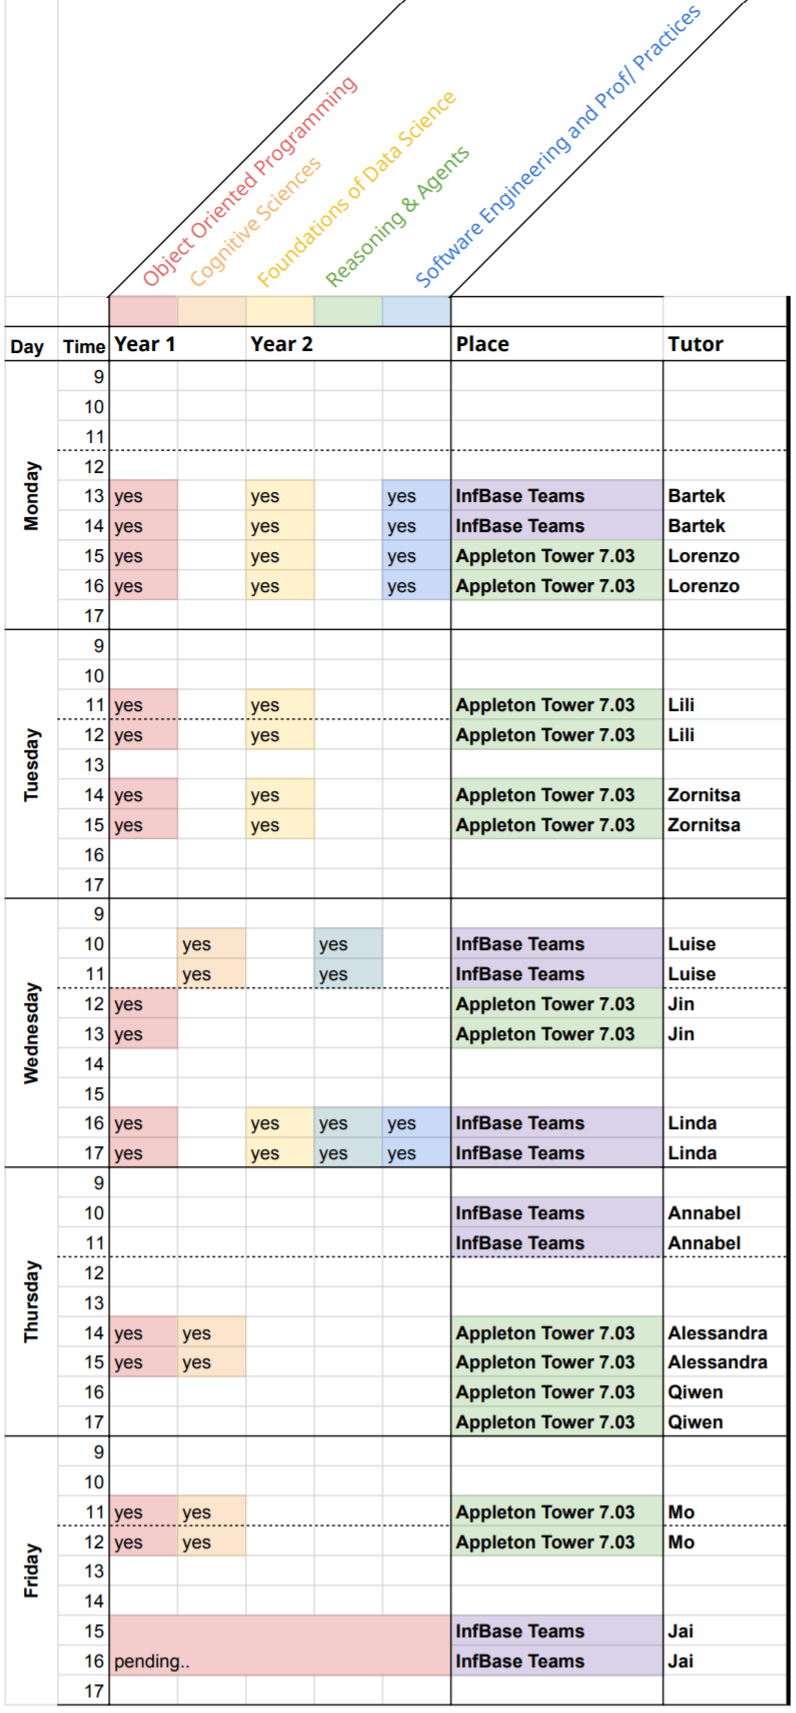 Object Oriented Programming
Cognitive Sciences
Foundations of Data Science
Reasoning & Agents
Software Engineering and Prof/ Practices
Day Time Year 1 Year 2 Place Tutor
Monday
9
10
11
12
13 yes yes yes InfBase Teams Bartek
14 yes yes yes InfBase Teams Bartek
15 yes yes yes Appleton Tower 7.03 Lorenzo
16 yes yes yes Appleton Tower 7.03 Lorenzo
17
Tuesday
9
10
11 yes yes Appleton Tower 7.03 Lili
12 yes yes Appleton Tower 7.03 Lili
13
14 yes yes Appleton Tower 7.03 Zornitsa
15 yes yes Appleton Tower 7.03 Zornitsa
16
17
Wednesday
9
10 yes yes InfBase Teams Luise
11 yes yes InfBase Teams Luise
12 yes Appleton Tower 7.03 Jin
13 yes Appleton Tower 7.03 Jin
14
15
16 yes yes yes yes InfBase Teams Linda
17 yes yes yes yes InfBase Teams Linda
Thursday
9
10 InfBase Teams Annabel
11 InfBase Teams Annabel
12
13
14 yes yes Appleton Tower 7.03 Alessandra
15 yes yes Appleton Tower 7.03 Alessandra
16 Appleton Tower 7.03 Qiwen
17 Appleton Tower 7.03 Qiwen
Friday
9
10
11 yes yes Appleton Tower 7.03 Mo
12 yes yes Appleton Tower 7.03 Mo
13
14
15 InfBase Teams Jai
16 pending.. InfBase Teams Jai
17